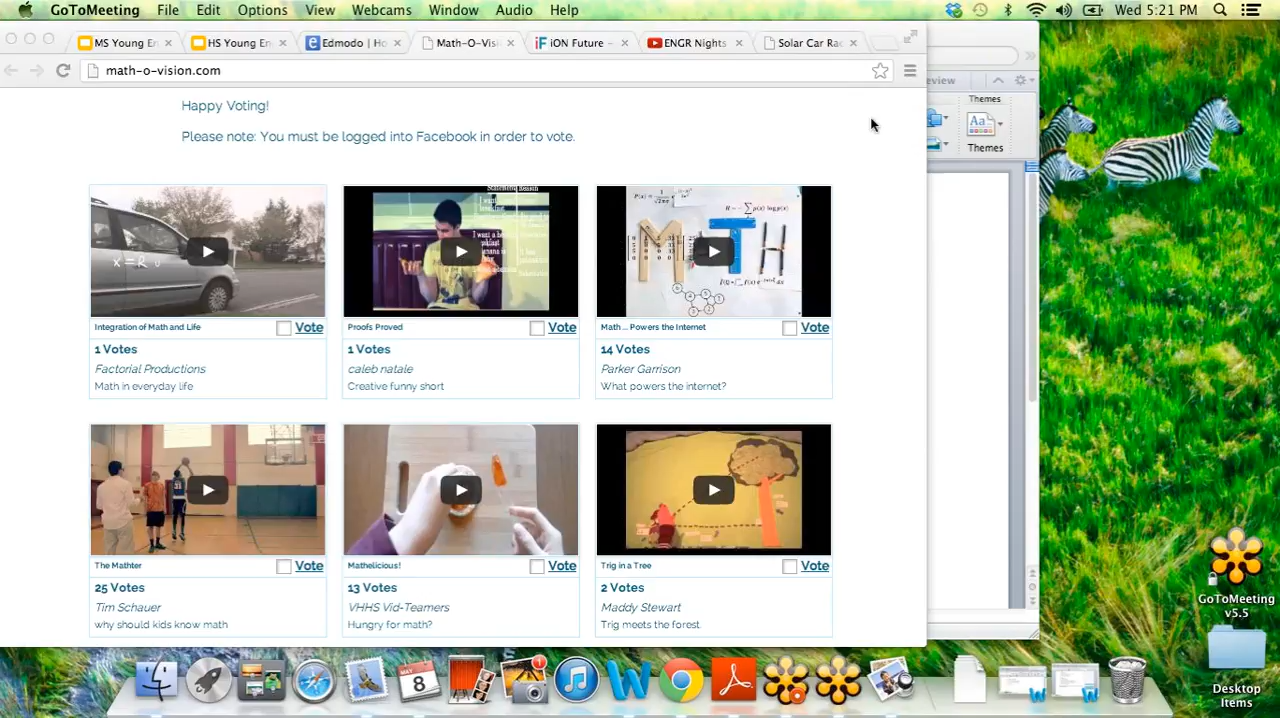 GoToMeeting File Edit Options View Webcams Window Audio Help Wed 5:21 PM
MS Young En HS Young En Edmodo | Ho Math-O-Vis iON Future – ENGR Nights Solar Car Rac
math-o-vision.com
Themes
Themes
Happy Voting!
Please note: You must be logged into Facebook in order to vote.
Integration of Math and Life Vote
1 Votes
Factorial Productions
Math in everyday life
Proofs Proved Vote
1 Votes
caleb natale
Creative funny short
MATH
Math ... Powers the Internet Vote
14 Votes
Parker Garrison
What powers the internet?
The Mathter Vote
25 Votes
Tim Schauer
why should kids know math
Mathelicious! Vote
13 Votes
VHHS Vid-Teamers
Hungry for math?
Trig in a Tree Vote
2 Votes
Maddy Stewart
Trig meets the forest.
GoToMeeting
v5.5
Desktop
Items
MAY
8
1